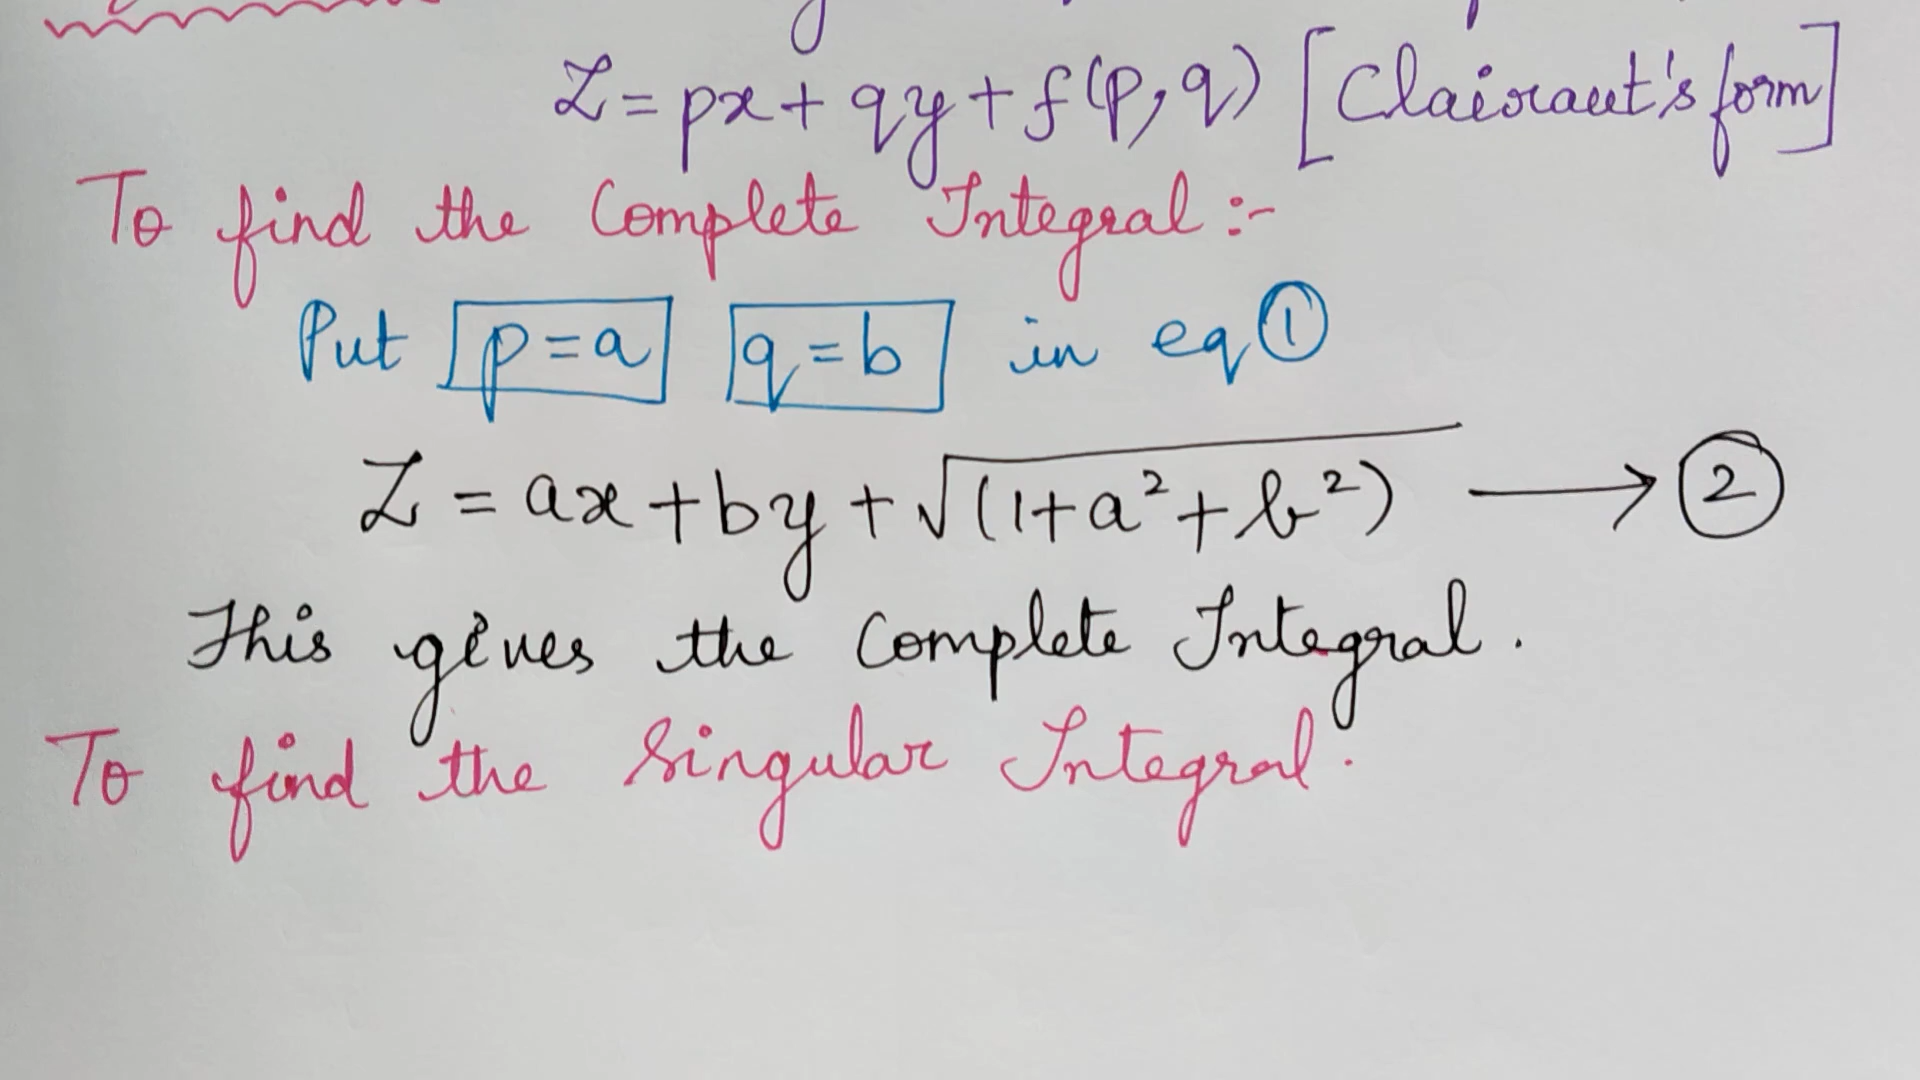 Z = px + qy + f(p, q) [Clairaut's form]
To find the Complete Integral :-
Put p = a q = b in eq ①
Z = ax + by + √(1 + a² + b²) ⟶ ②
This gives the Complete Integral.
To find the Singular Integral.